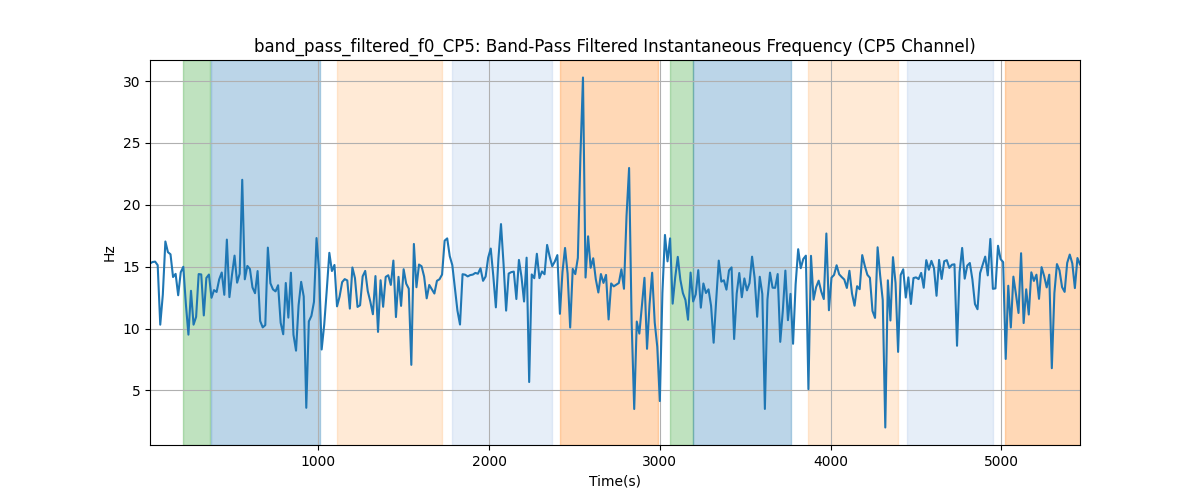 band_pass_filtered_f0_CP5: Band-Pass Filtered Instantaneous Frequency (CP5 Channel)
30
25
20
15
10
5
Hz
1000 2000 3000 4000 5000
Time(s)